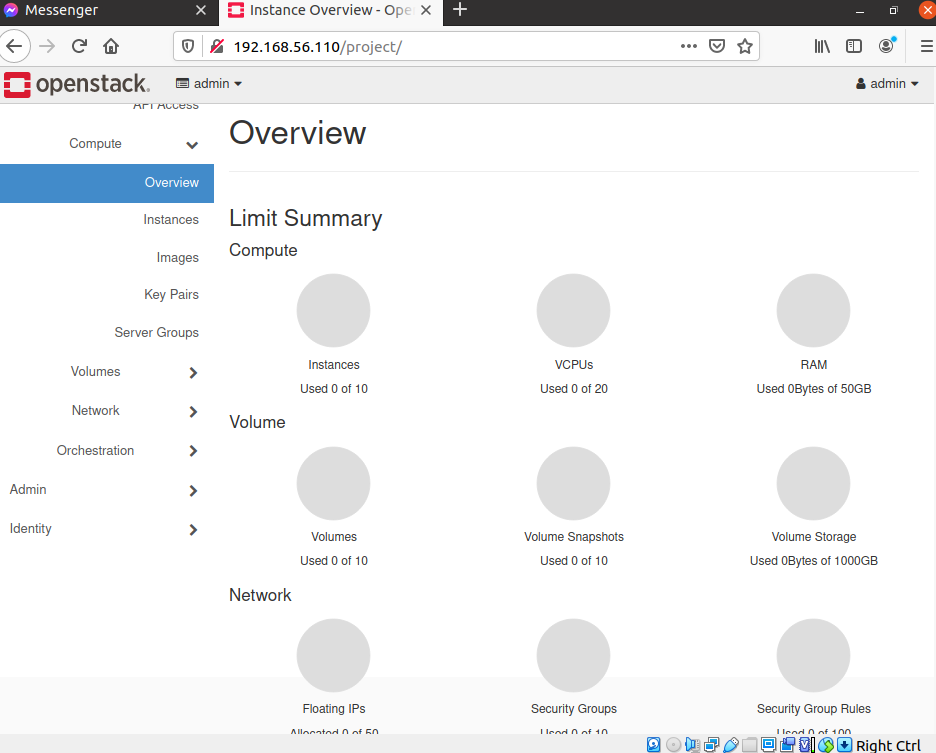 Messenger
Instance Overview - Ope
192.168.56.110/project/
openstack.
admin
admin
API Access
Compute
Overview
Instances
Images
Key Pairs
Server Groups
Volumes
Network
Orchestration
Admin
Identity
Overview
Limit Summary
Compute
Instances VCPUs RAM
Used 0 of 10 Used 0 of 20 Used 0Bytes of 50GB
Volume
Volumes Volume Snapshots Volume Storage
Used 0 of 10 Used 0 of 10 Used 0Bytes of 1000GB
Network
Floating IPs Security Groups Security Group Rules
Allocated 0 of 50 Used 0 of 10 Used 0 of 100
Right Ctrl